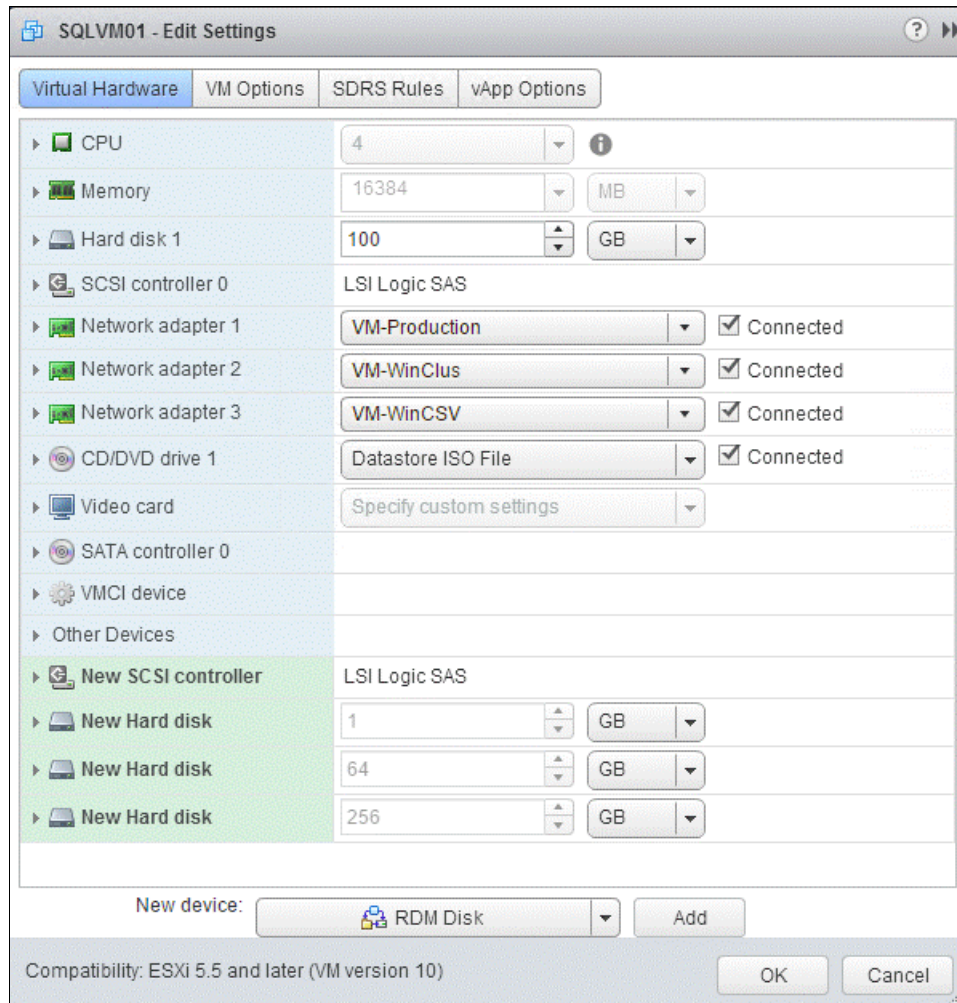 SQLVM01 - Edit Settings ?
Virtual Hardware VM Options SDRS Rules vApp Options
CPU 4
Memory 16384 MB
Hard disk 1 100 GB
SCSI controller 0 LSI Logic SAS
Network adapter 1 VM-Production Connected
Network adapter 2 VM-WinClus Connected
Network adapter 3 VM-WinCSV Connected
CD/DVD drive 1 Datastore ISO File Connected
Video card Specify custom settings
SATA controller 0
VMCI device
Other Devices
New SCSI controller LSI Logic SAS
New Hard disk 1 GB
New Hard disk 64 GB
New Hard disk 256 GB
New device: RDM Disk Add
Compatibility: ESXi 5.5 and later (VM version 10) OK Cancel